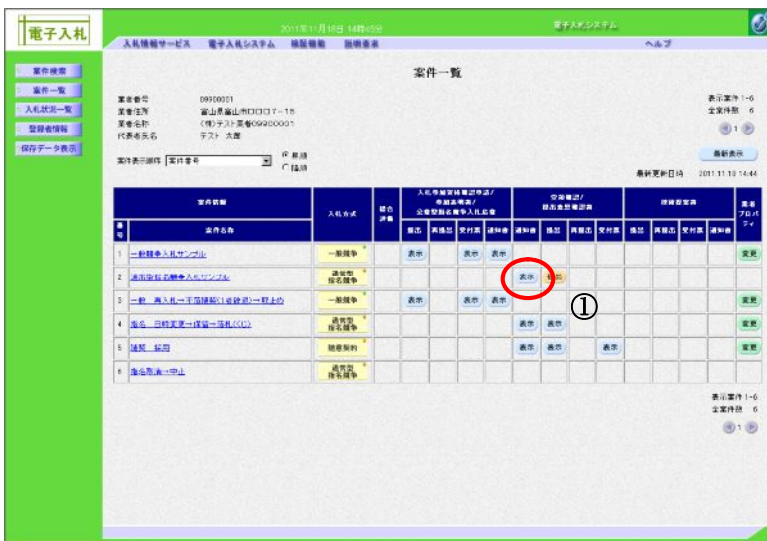 電子入札
2011年11月18日 14時45分
電子入札システム
入札情報サービス 電子入札システム 検証機能 説明要求 ヘルプ
案件検索
案件一覧
入札状況一覧
登録者情報
保存データ表示
案件一覧
業者番号 09900001
業者住所 富山県富山市□□□7-18
業者名称 (株)テスト業者09900001
代表者氏名 テスト 太郎
表示案件 1-6
全案件数 6
1
案件表示順序 案件番号
昇順
降順
最新表示
最新更新日時 2011.11.18 14:44
案件情報 入札方式 総合評価 入札参加資格確認申請/参加表明表/公募型指名競争入札応募 受領確認/提出意思確認書 技術提案書 業者プロパティ
番号 案件名称 提出 再提出 受付票 通知書 通知書 提出 再提出 受付票 提出 再提出 受付票 通知書
1 一般競争入札サンプル 一般競争 表示 表示 表示 変更
2 通常型指名競争入札サンプル 通常型指名競争 表示 提出 変更
①
3 一般 再入札→不落随契(1者辞退)→取止め 一般競争 表示 表示 表示 変更
4 指名 日時変更→保留→落札(くじ) 通常型指名競争 表示 表示 変更
5 随契 採用 随意契約 表示 表示 表示 変更
6 指名取消→中止 通常型指名競争
表示案件 1-6
全案件数 6
1